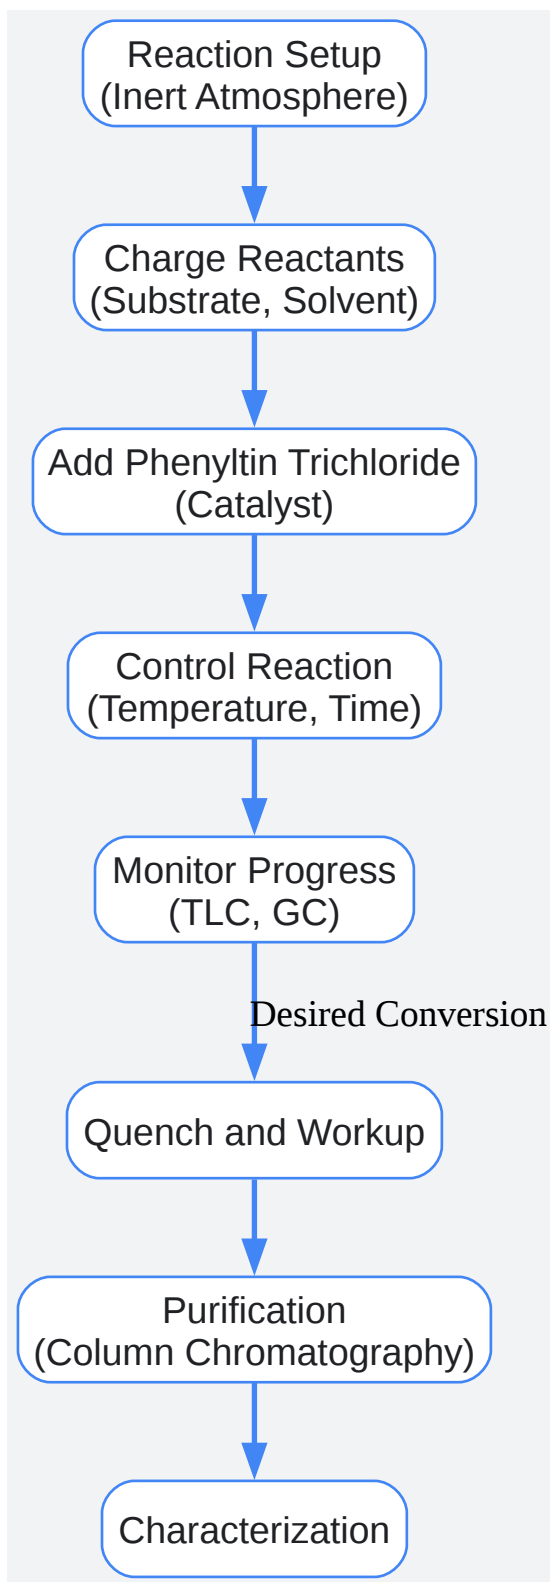 Reaction Setup
(Inert Atmosphere)
Charge Reactants
(Substrate, Solvent)
Add Phenyltin Trichloride
(Catalyst)
Control Reaction
(Temperature, Time)
Monitor Progress
(TLC, GC)
Desired Conversion
Quench and Workup
Purification
(Column Chromatography)
Characterization